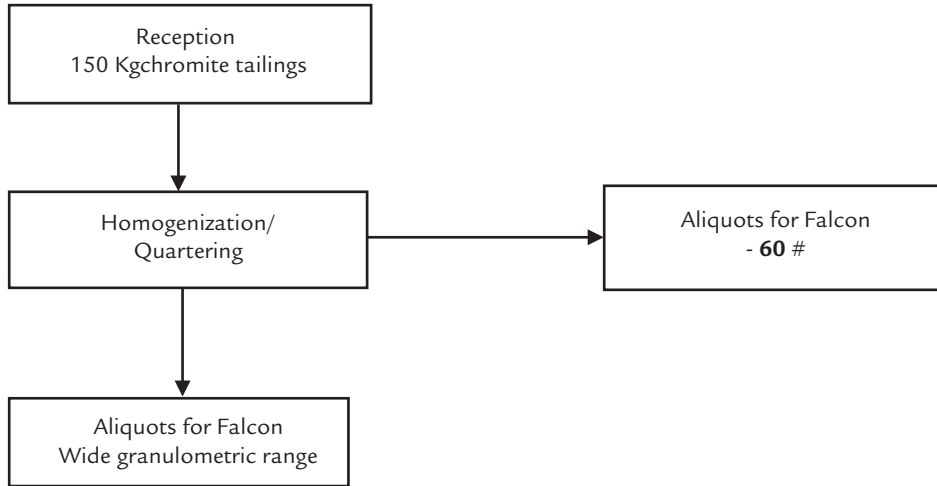 Reception
150 Kgchromite tailings
Homogenization/
Quartering
Aliquots for Falcon
- 60 #
Aliquots for Falcon
Wide granulometric range